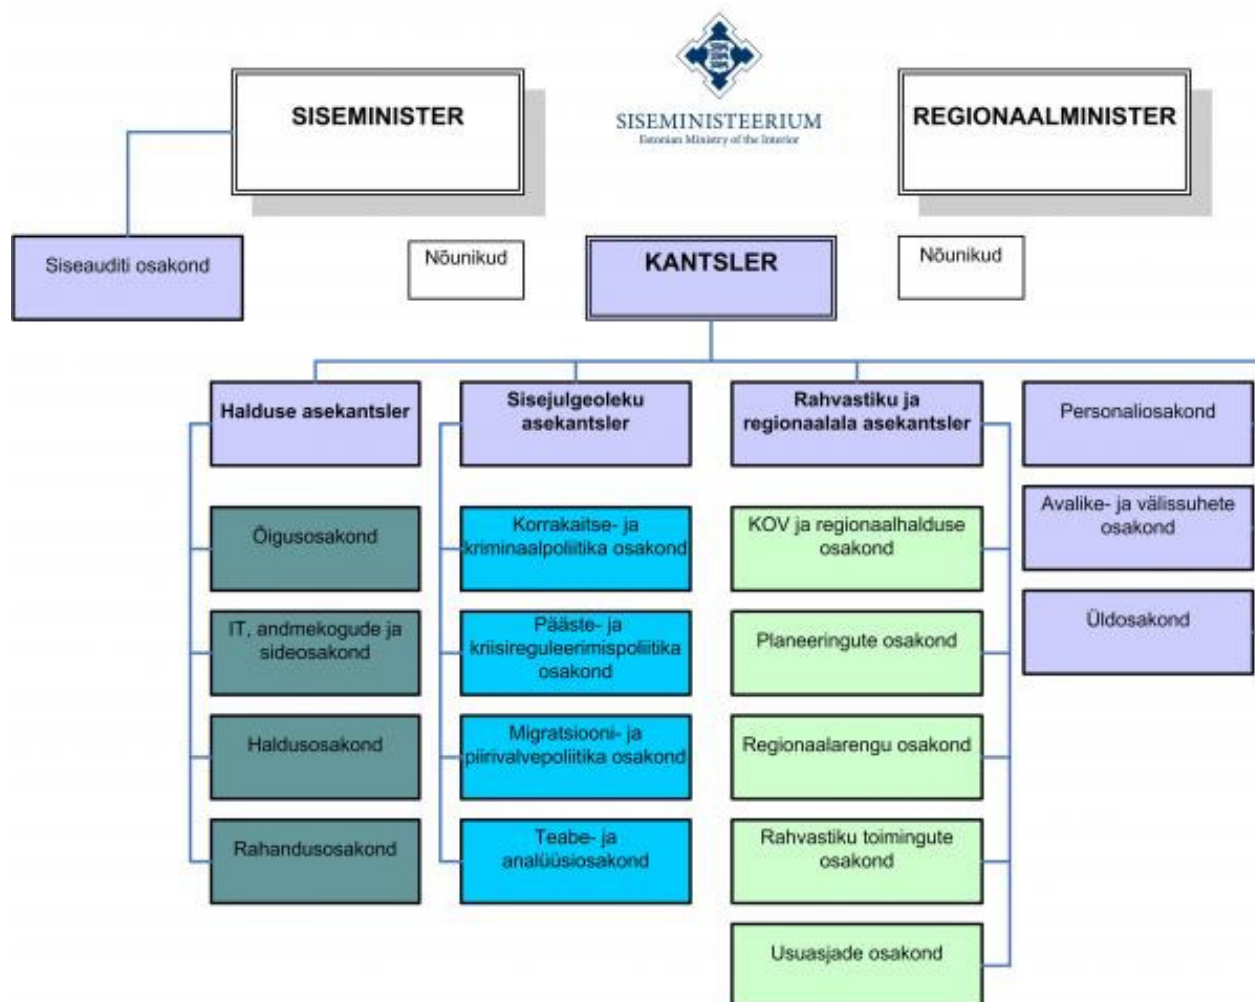 SISEMINISTER
SISEMINISTEERIUM
Estonian Ministry of the Interior
REGIONAALMINISTER
Siseauditi osakond
Nõunikud
KANTSLER
Nõunikud
Halduse asekantsler
Õigusosakond
IT, andmekogude ja
sideosakond
Haldusosakond
Rahandusosakond
Sisejulgeoleku
asekantsler
Korrakaitse- ja
kriminaalpoliitika osakond
Pääste- ja
kriisireguleerimispoliitika
osakond
Migratsiooni- ja
piirivalvepoliitika osakond
Teabe- ja
analüüsiosakond
Rahvastiku ja
regionaalala asekantsler
KOV ja regionaalhalduse
osakond
Planeeringute osakond
Regionaalarengu osakond
Rahvastiku toimingute
osakond
Usuasjade osakond
Personaliosakond
Avalike- ja välissuhete
osakond
Üldosakond